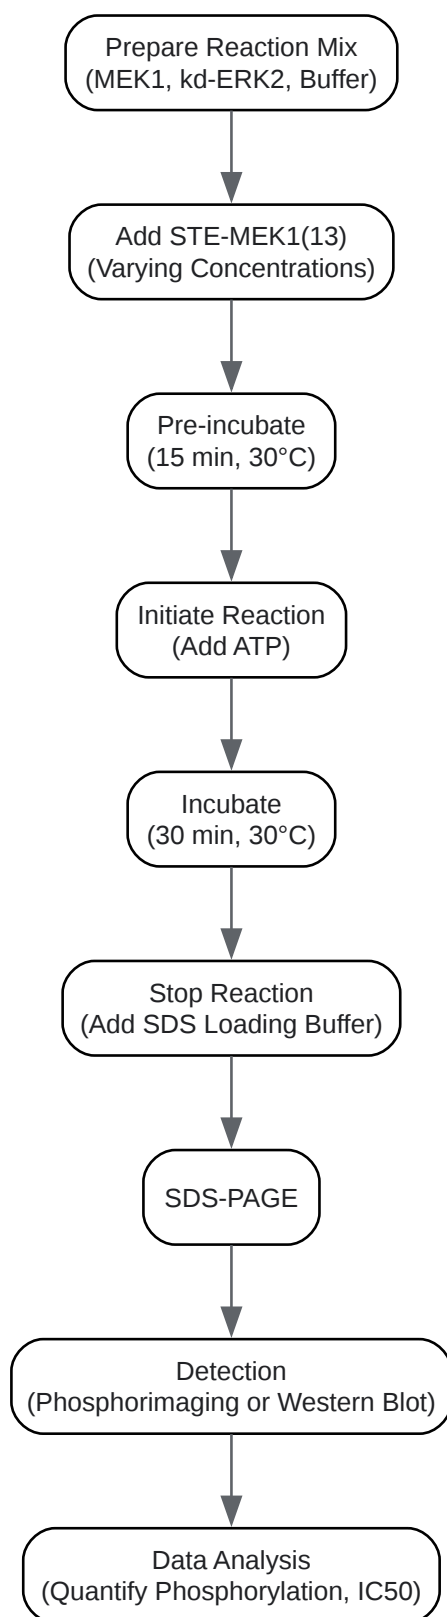 Prepare Reaction Mix
(MEK1, kd-ERK2, Buffer)
Add STE-MEK1(13)
(Varying Concentrations)
Pre-incubate
(15 min, 30°C)
Initiate Reaction
(Add ATP)
Incubate
(30 min, 30°C)
Stop Reaction
(Add SDS Loading Buffer)
SDS-PAGE
Detection
(Phosphorimaging or Western Blot)
Data Analysis
(Quantify Phosphorylation, IC50)